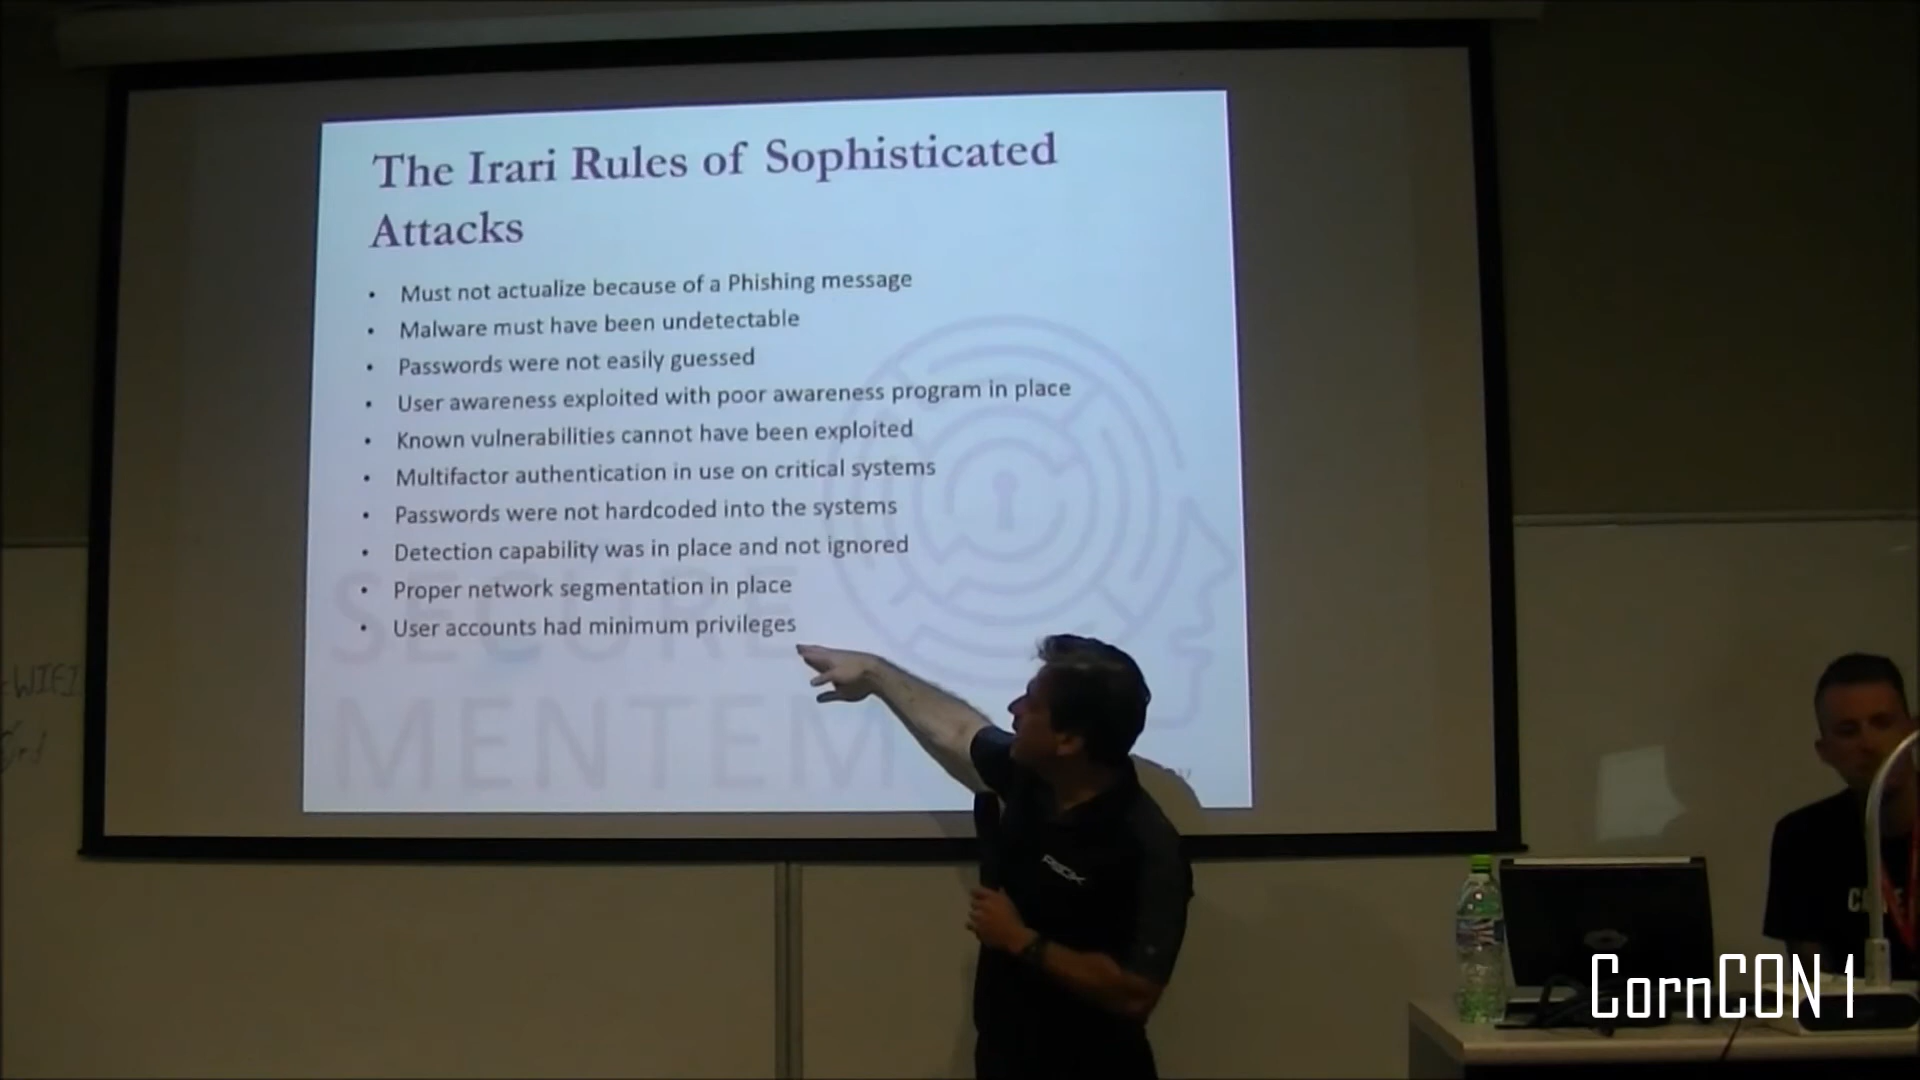 The Irari Rules of Sophisticated
Attacks
• Must not actualize because of a Phishing message
• Malware must have been undetectable
• Passwords were not easily guessed
• User awareness exploited with poor awareness program in place
• Known vulnerabilities cannot have been exploited
• Multifactor authentication in use on critical systems
• Passwords were not hardcoded into the systems
• Detection capability was in place and not ignored
• Proper network segmentation in place
• User accounts had minimum privileges
SECURE
MENTEM
WIFI
CornCON 1